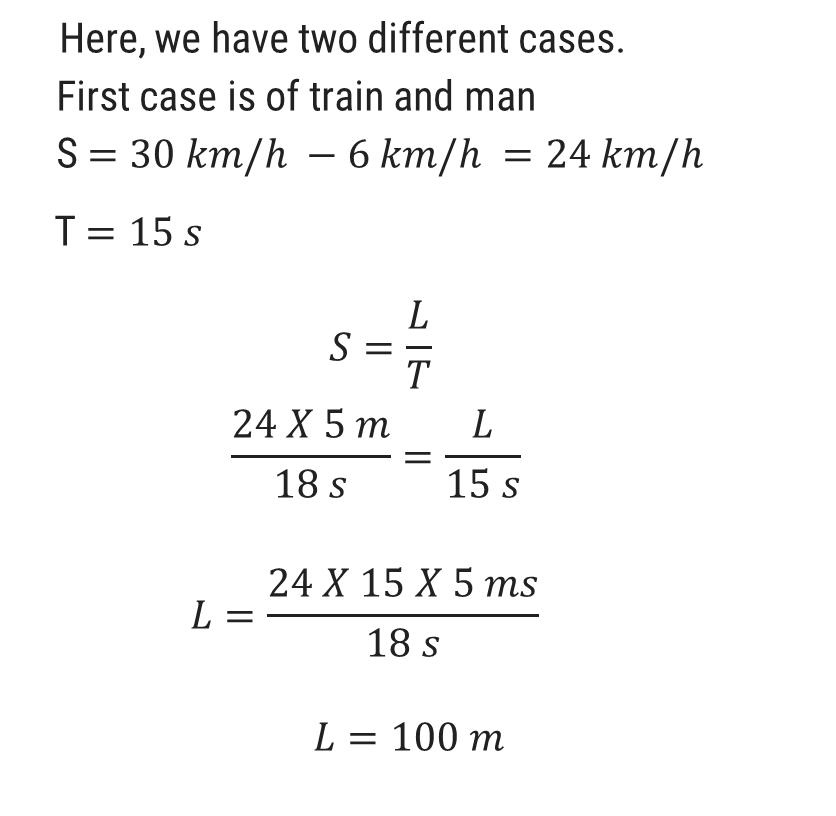 Here, we have two different cases.
First case is of train and man
S = 30 km/h − 6 km/h = 24 km/h
T = 15 s
S = L/T
24 X 5 m / 18 s = L / 15 s
L = 24 X 15 X 5 ms / 18 s
L = 100 m